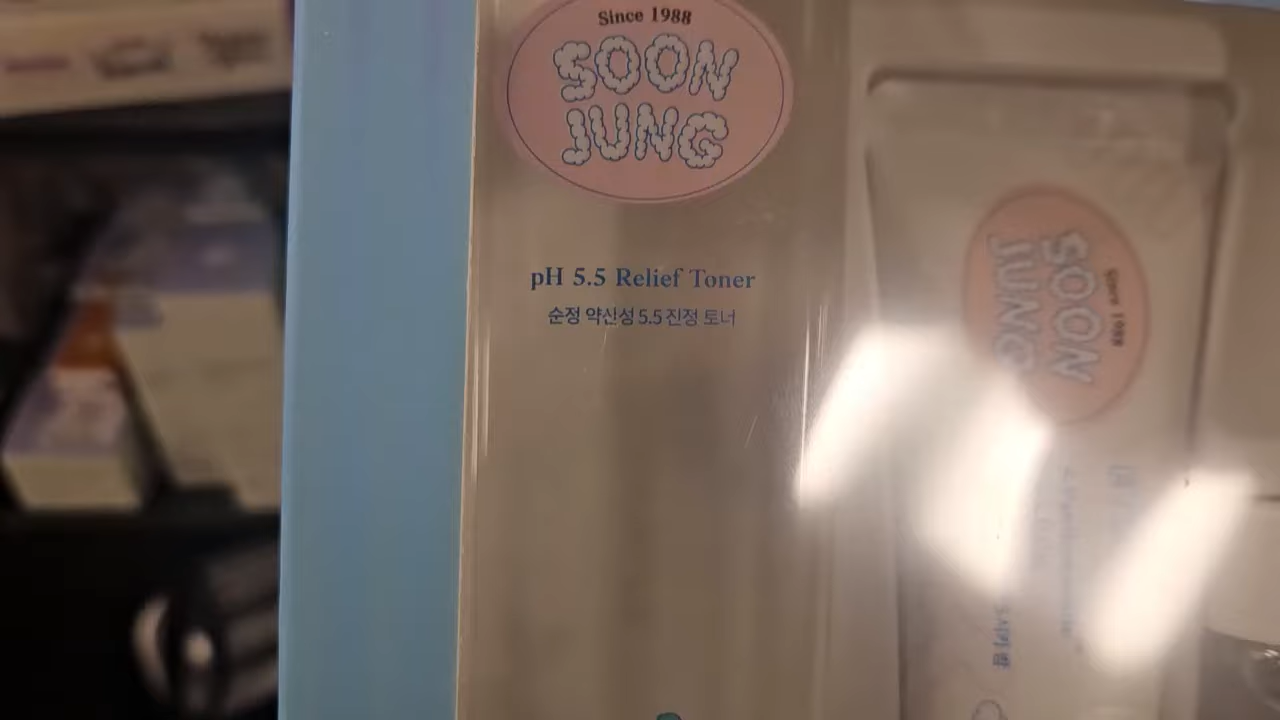 Since 1988
SOON
JUNG
pH 5.5 Relief Toner
순정 약산성 5.5 진정 토너
Since 1988
SOON
JUNG